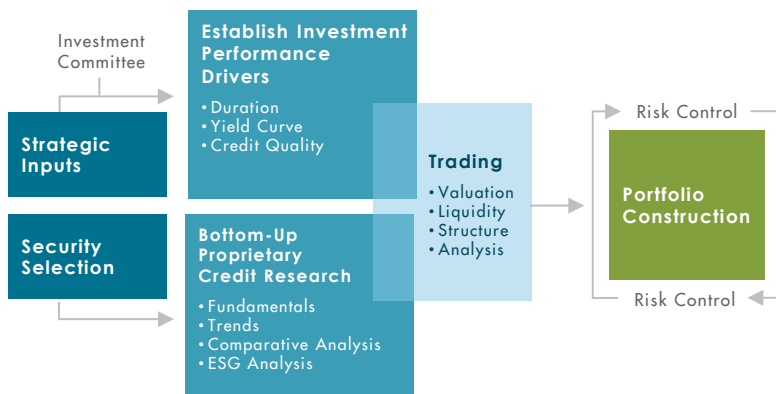 Investment
Committee
Strategic
Inputs
Security
Selection
Establish Investment
Performance
Drivers
• Duration
• Yield Curve
• Credit Quality
Bottom-Up
Proprietary
Credit Research
• Fundamentals
• Trends
• Comparative Analysis
• ESG Analysis
Trading
• Valuation
• Liquidity
• Structure
• Analysis
Risk Control
Portfolio
Construction
Risk Control